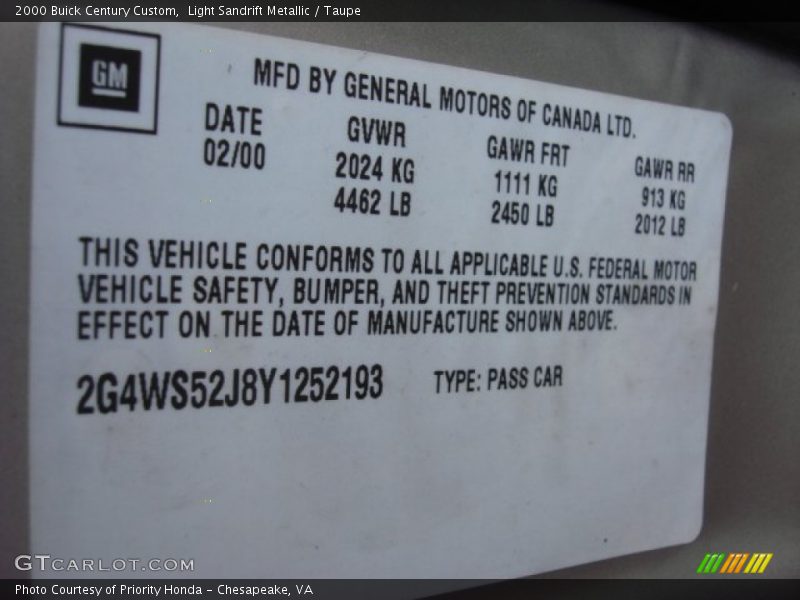 2000 Buick Century Custom,  Light Sandrift Metallic / Taupe
GM
MFD BY GENERAL MOTORS OF CANADA LTD.
DATE GVWR GAWR FRT GAWR RR
02/00 2024 KG 1111 KG 913 KG
4462 LB 2450 LB 2012 LB
THIS VEHICLE CONFORMS TO ALL APPLICABLE U.S. FEDERAL MOTOR
VEHICLE SAFETY, BUMPER, AND THEFT PREVENTION STANDARDS IN
EFFECT ON THE DATE OF MANUFACTURE SHOWN ABOVE.
2G4WS52J8Y1252193 TYPE: PASS CAR
GTCARLOT.COM
Photo Courtesy of Priority Honda - Chesapeake, VA